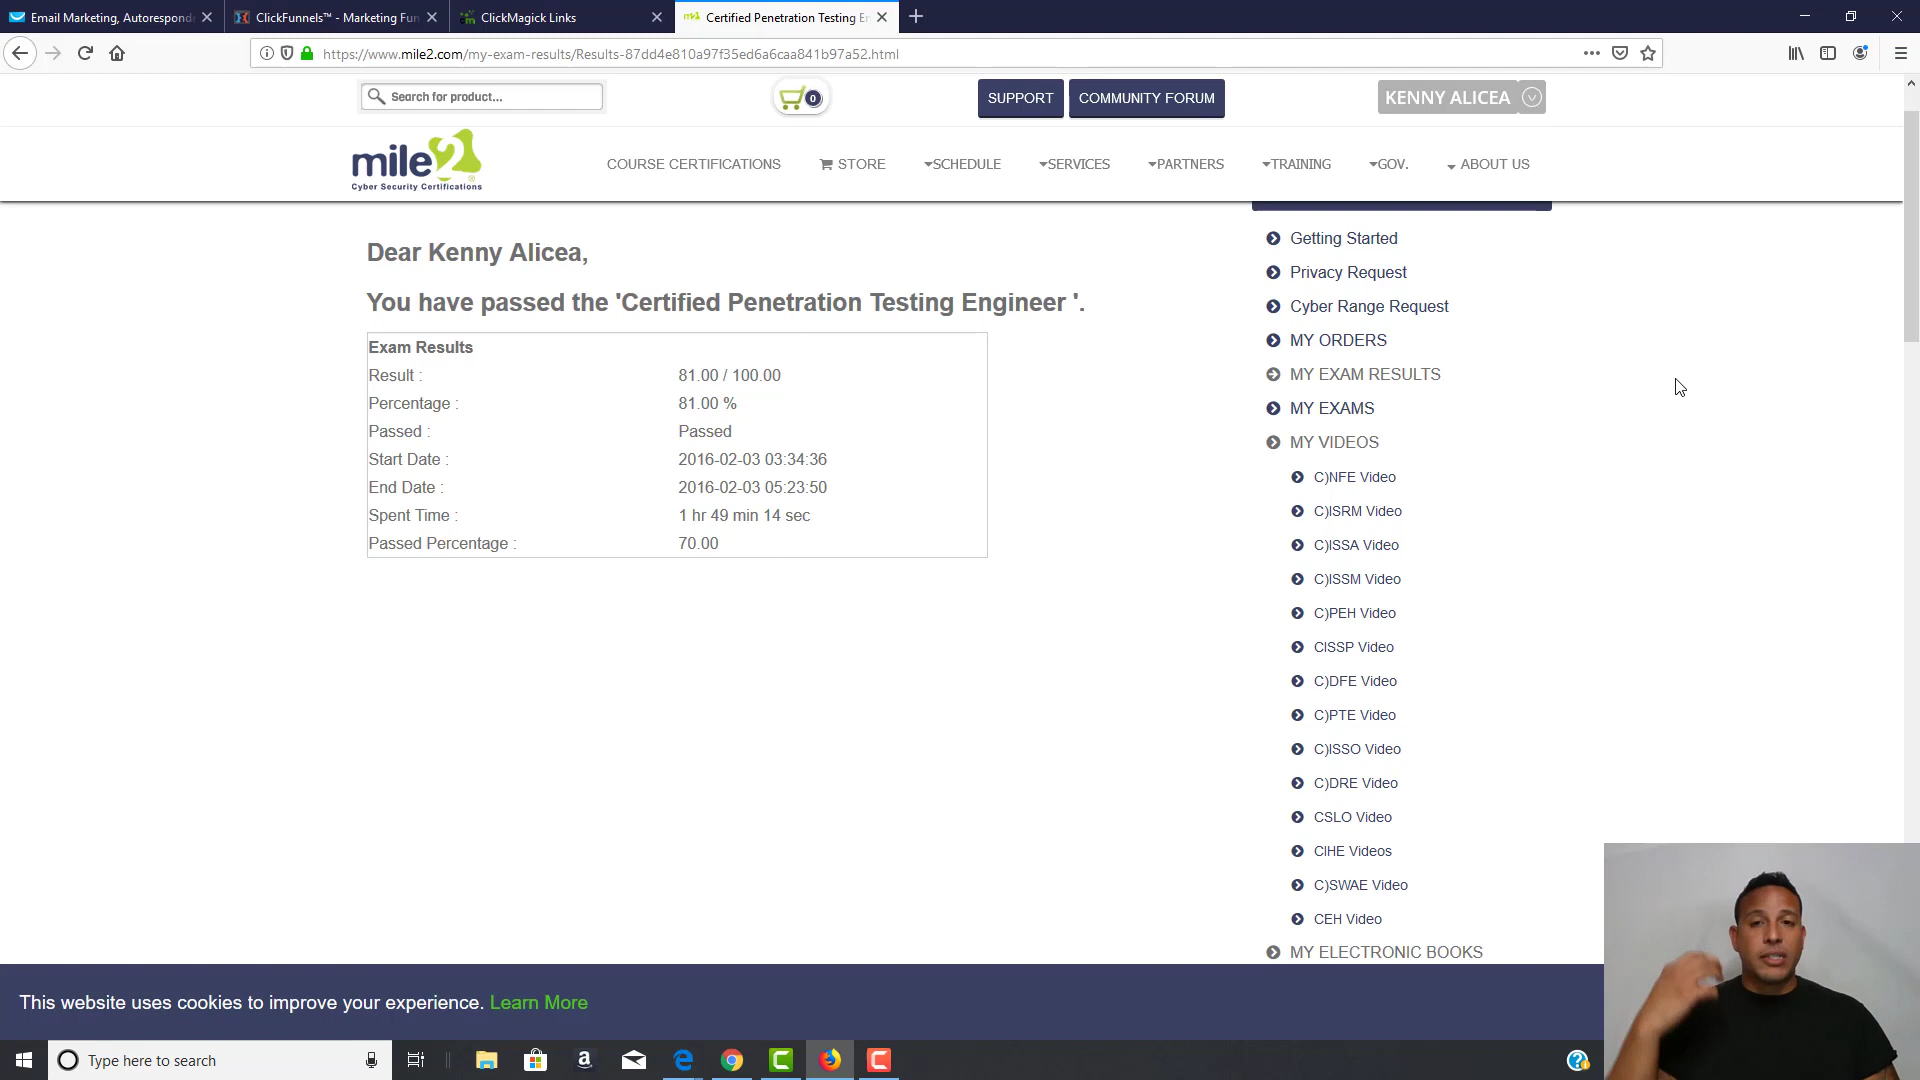 Email Marketing, Autorespond
ClickFunnels™ - Marketing Fun
ClickMagick Links
Certified Penetration Testing En
https://www.mile2.com/my-exam-results/Results-87dd4e810a97f35ed6a6caa841b97a52.html
Search for product...
0
SUPPORT
COMMUNITY FORUM
KENNY ALICEA
mile2
Cyber Security Certifications
COURSE CERTIFICATIONS
STORE
SCHEDULE
SERVICES
PARTNERS
TRAINING
GOV.
ABOUT US
Dear Kenny Alicea,
You have passed the 'Certified Penetration Testing Engineer '.
Exam Results
Result : 81.00 / 100.00
Percentage : 81.00 %
Passed : Passed
Start Date : 2016-02-03 03:34:36
End Date : 2016-02-03 05:23:50
Spent Time : 1 hr 49 min 14 sec
Passed Percentage : 70.00
Getting Started
Privacy Request
Cyber Range Request
MY ORDERS
MY EXAM RESULTS
MY EXAMS
MY VIDEOS
C)NFE Video
C)ISRM Video
C)ISSA Video
C)ISSM Video
C)PEH Video
CISSP Video
C)DFE Video
C)PTE Video
C)ISSO Video
C)DRE Video
CSLO Video
CIHE Videos
C)SWAE Video
CEH Video
MY ELECTRONIC BOOKS
This website uses cookies to improve your experience. Learn More
Type here to search